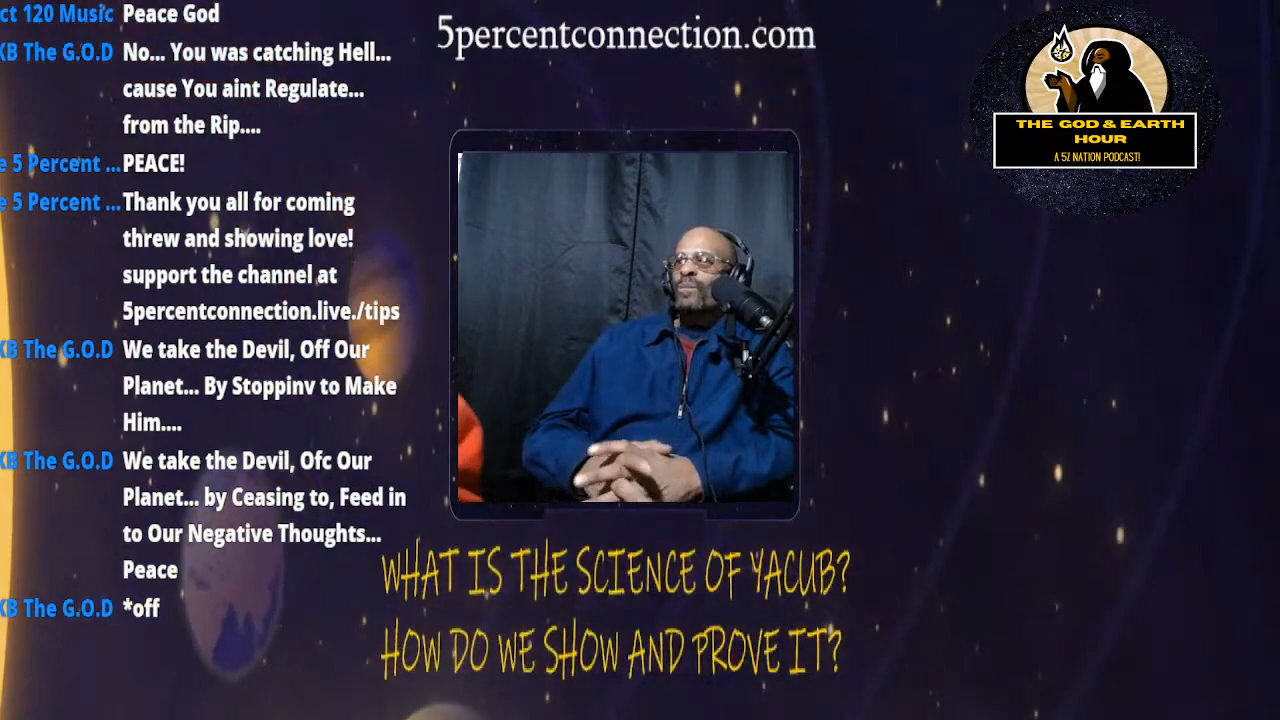 ct 120 Music Peace God
KB The G.O.D No... You was catching Hell...
cause You aint Regulate...
from the Rip....
e 5 Percent ... PEACE!
e 5 Percent ... Thank you all for coming
threw and showing love!
support the channel at
5percentconnection.live./tips
KB The G.O.D We take the Devil, Off Our
Planet... By Stoppinv to Make
Him....
KB The G.O.D We take the Devil, Ofc Our
Planet... by Ceasing to, Feed in
to Our Negative Thoughts...
Peace
KB The G.O.D *off
5percentconnection.com
THE GOD & EARTH
HOUR
A 5% NATION PODCAST!
WHAT IS THE SCIENCE OF YACUB?
HOW DO WE SHOW AND PROVE IT?